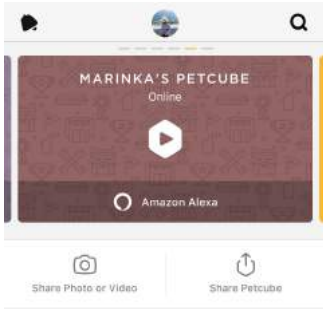 MARINKA'S PETCUBE
Online
Amazon Alexa
Share Photo or Video
Share Petcube